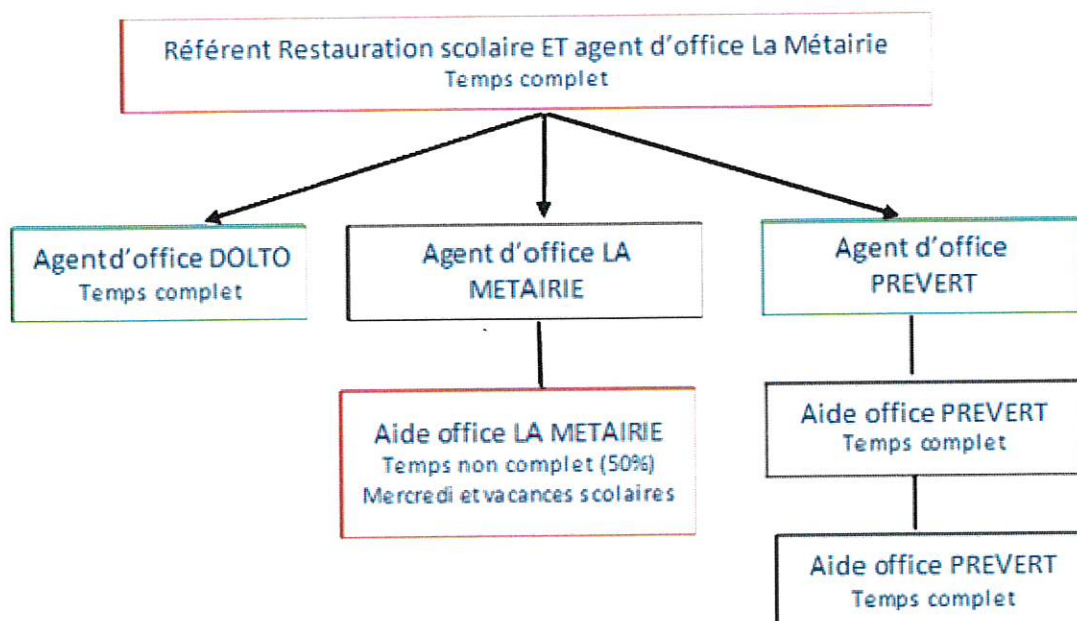 Référent Restauration scolaire ET agent d'office La Métairie
Temps complet
Agent d'office DOLTO
Temps complet
Agent d'office LA
METAIRIE
Agent d'office
PREVERT
Aide office LA METAIRIE
Temps non complet (50%)
Mercredi et vacances scolaires
Aide office PREVERT
Temps complet
Aide office PREVERT
Temps complet